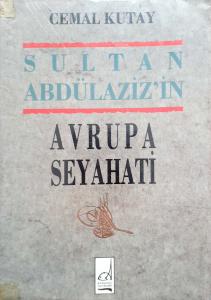 CEMAL KUTAY
SULTAN
ABDÜLAZİZ'İN
AVRUPA
SEYAHATİ